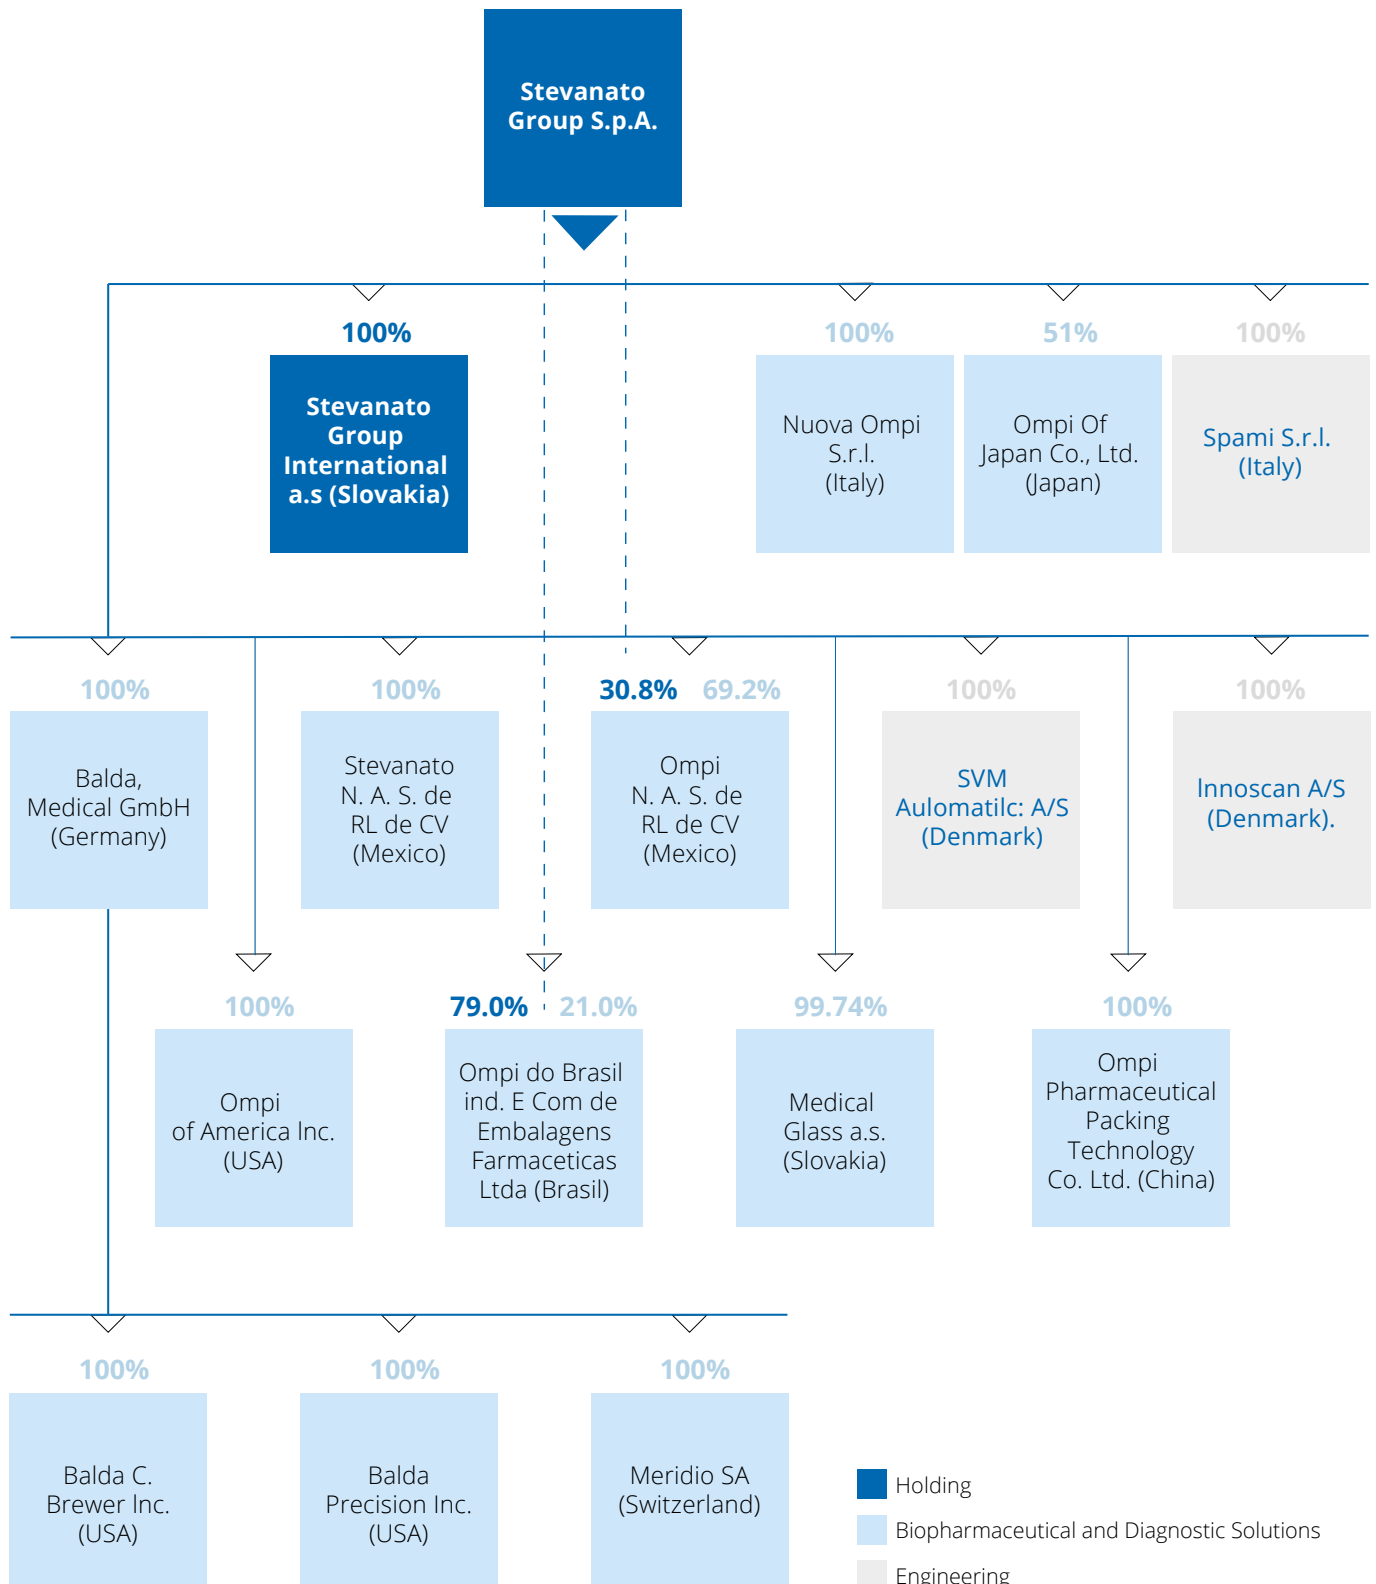 Stevanato
Group S.p.A.
100%
100%
51%
100%
Stevanato
Group
International
a.s (Slovakia)
Nuova Ompi
S.r.l.
(Italy)
Ompi Of
Japan Co., Ltd.
(Japan)
Spami S.r.l.
(Italy)
100%
100%
30.8% 69.2%
100%
100%
Balda,
Medical GmbH
(Germany)
Stevanato
N. A. S. de
RL de CV
(Mexico)
Ompi
N. A. S. de
RL de CV
(Mexico)
SVM
Aulomatilc: A/S
(Denmark)
Innoscan A/S
(Denmark).
100%
79.0% 21.0%
99.74%
100%
Ompi
of America Inc.
(USA)
Ompi do Brasil
ind. E Com de
Embalagens
Farmaceticas
Ltda (Brasil)
Medical
Glass a.s.
(Slovakia)
Ompi
Pharmaceutical
Packing
Technology
Co. Ltd. (China)
100%
100%
100%
Balda C.
Brewer Inc.
(USA)
Balda
Precision Inc.
(USA)
Meridio SA
(Switzerland)
Holding
Biopharmaceutical and Diagnostic Solutions
Engineering